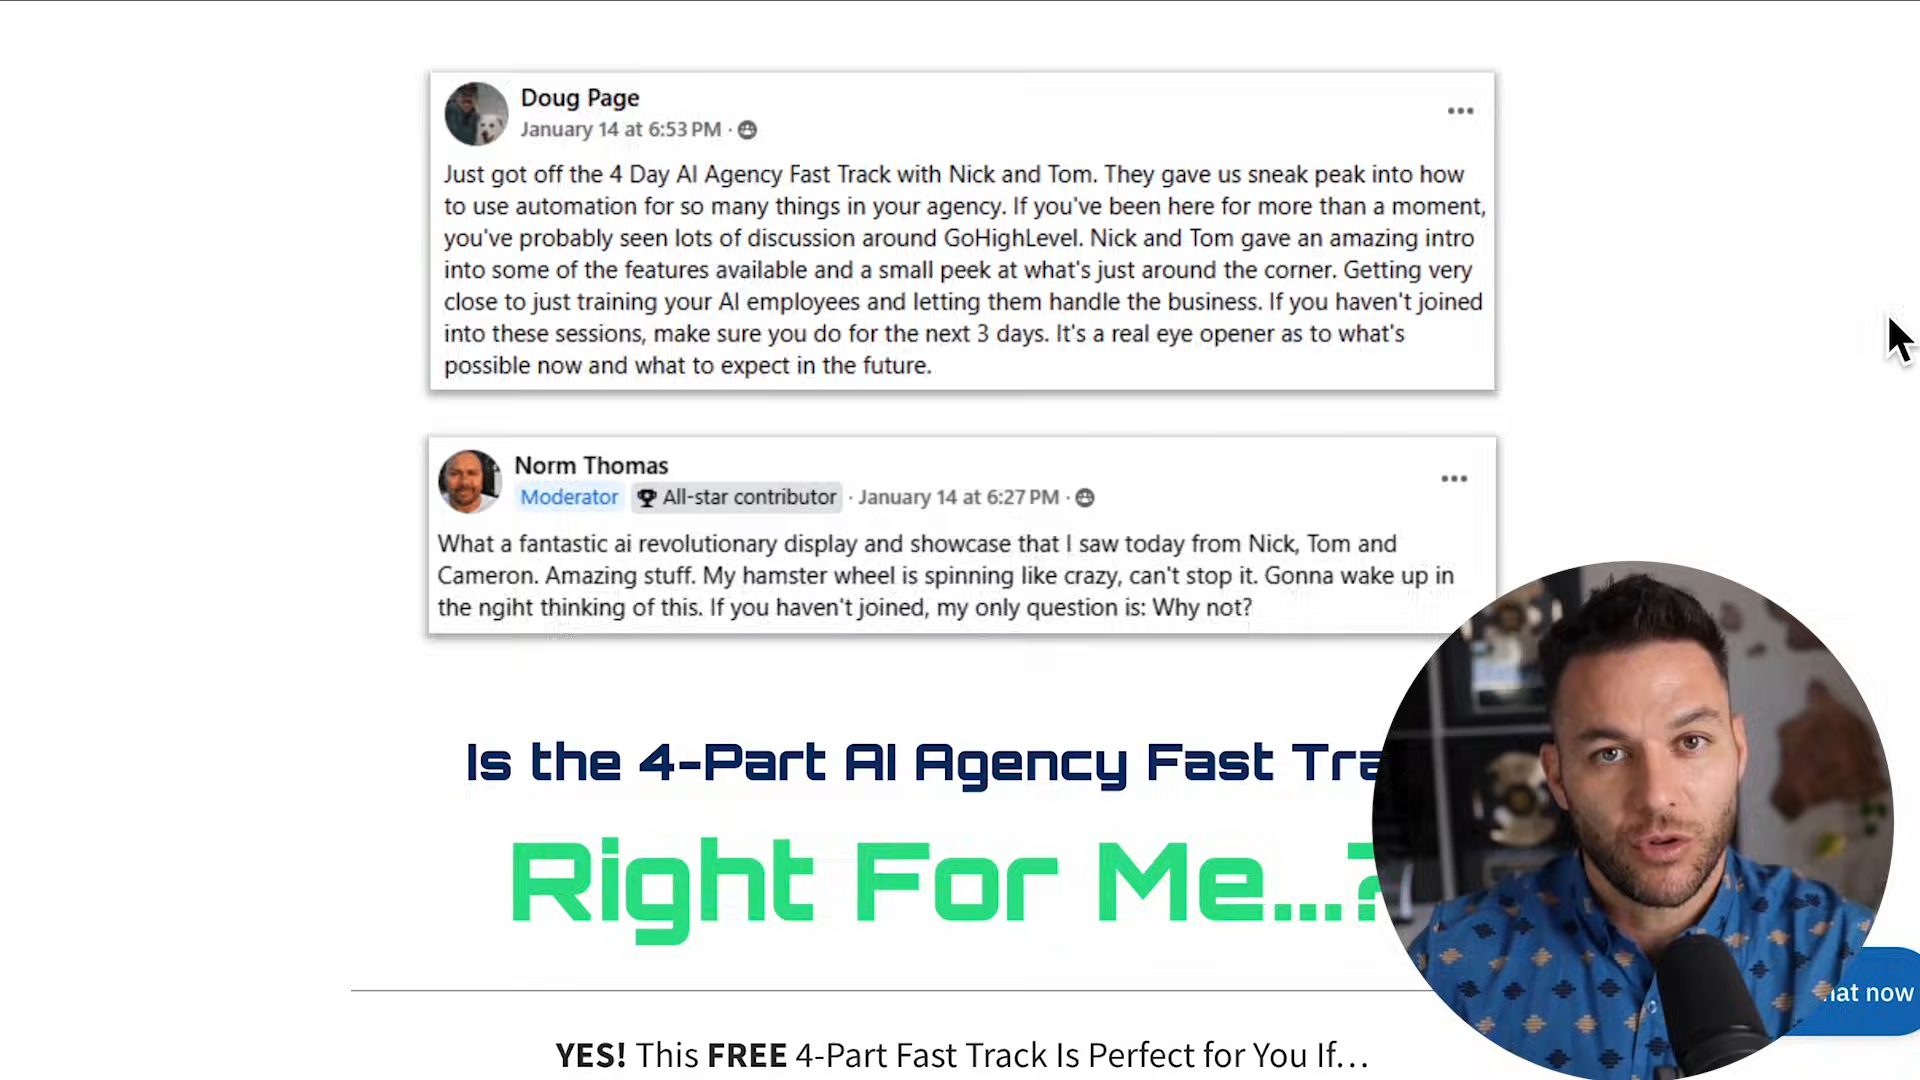 Doug Page
January 14 at 6:53 PM ·
Just got off the 4 Day AI Agency Fast Track with Nick and Tom. They gave us sneak peak into how
to use automation for so many things in your agency. If you've been here for more than a moment,
you've probably seen lots of discussion around GoHighLevel. Nick and Tom gave an amazing intro
into some of the features available and a small peek at what's just around the corner. Getting very
close to just training your AI employees and letting them handle the business. If you haven't joined
into these sessions, make sure you do for the next 3 days. It's a real eye opener as to what's
possible now and what to expect in the future.
Norm Thomas
Moderator All-star contributor · January 14 at 6:27 PM ·
What a fantastic ai revolutionary display and showcase that I saw today from Nick, Tom and
Cameron. Amazing stuff. My hamster wheel is spinning like crazy, can't stop it. Gonna wake up in
the ngiht thinking of this. If you haven't joined, my only question is: Why not?
Is the 4-Part AI Agency Fast Tra
Right For Me...?
YES! This FREE 4-Part Fast Track Is Perfect for You If...
hat now